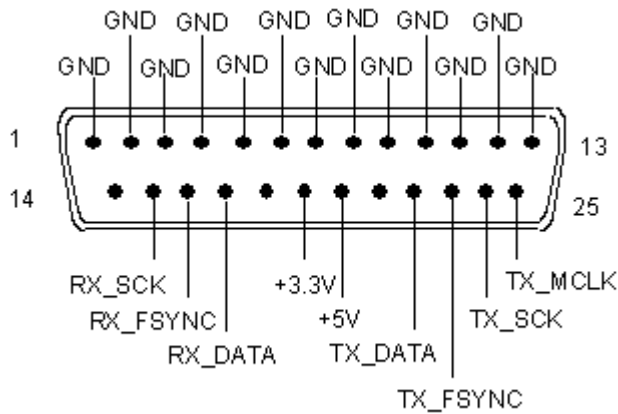 GND GND GND GND GND GND
GND GND GND GND GND GND GND
1 13
14 25
RX_SCK +3.3V TX_MCLK
RX_FSYNC +5V TX_SCK
RX_DATA TX_DATA
TX_FSYNC